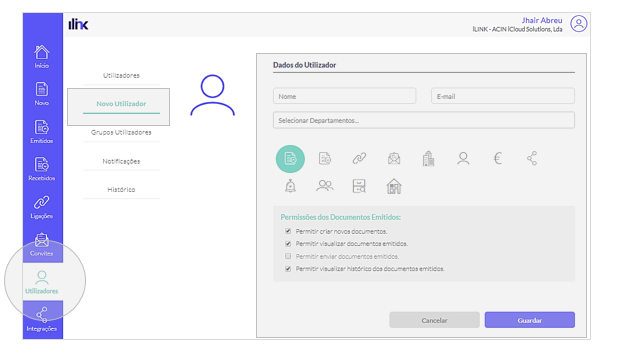 ilink
Jhair Abreu
iLINK - ACIN iCloud Solutions, Lda
Início
Novo
Emitidos
Recebidos
Ligações
Convites
Utilizadores
Integrações
Utilizadores
Novo Utilizador
Grupos Utilizadores
Notificações
Histórico
Dados do Utilizador
Nome
E-mail
Selecionar Departamentos...
Permissões dos Documentos Emitidos:
Permitir criar novos documentos.
Permitir visualizar documentos emitidos.
Permitir enviar documentos emitidos.
Permitir visualizar histórico dos documentos emitidos.
Cancelar
Guardar